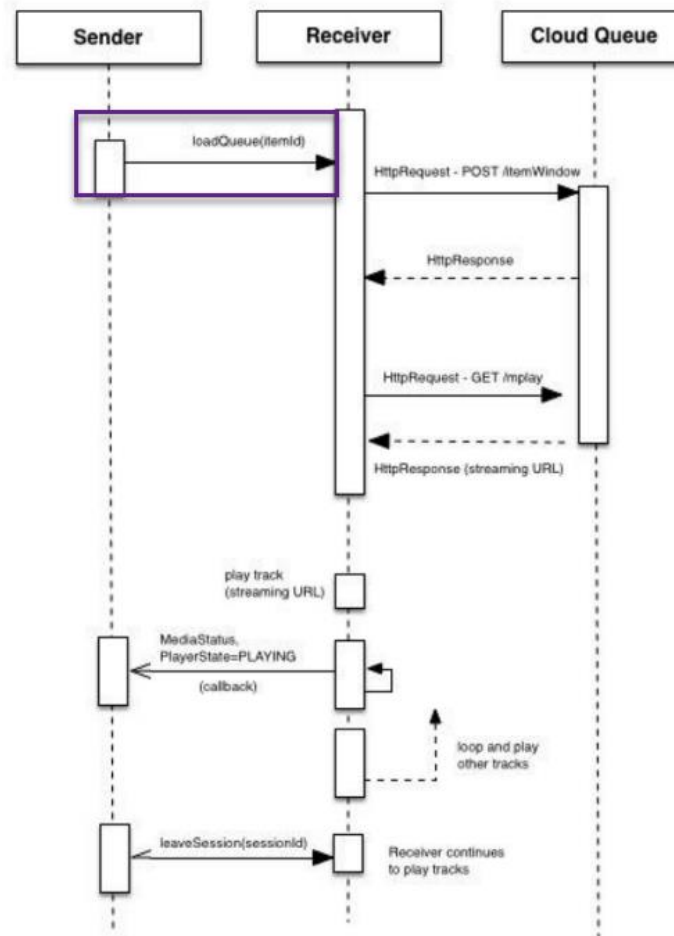 Sender
Receiver
Cloud Queue
loadQueue(itemId)
HttpRequest - POST /itemWindow
HttpResponse
HttpRequest - GET /mplay
HttpResponse (streaming URL)
play track
(streaming URL)
MediaStatus,
PlayerState=PLAYING
(callback)
loop and play
other tracks
leaveSession(sessionId)
Receiver continues
to play tracks